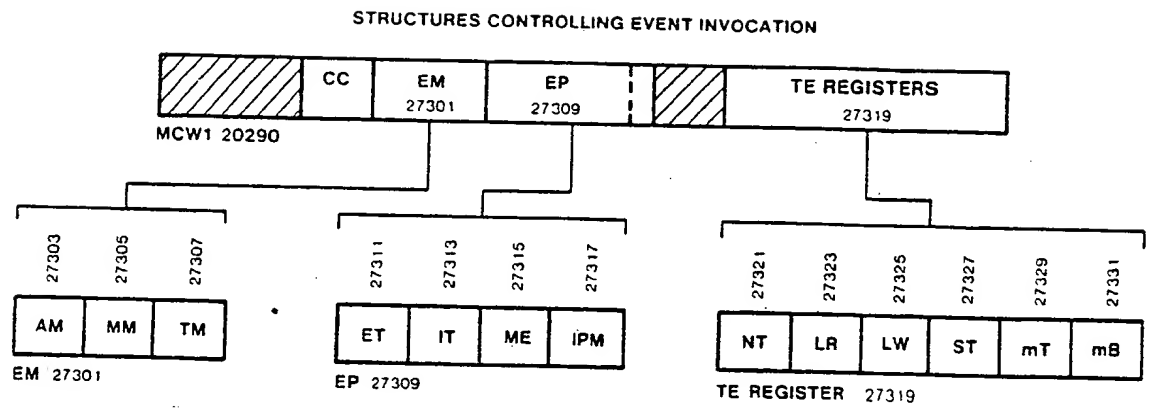 STRUCTURES CONTROLLING EVENT INVOCATION
CC EM EP TE REGISTERS
27301 27309 27319
MCW1 20290
27303 27305 27307 27311 27313 27315 27317 27321 27323 27325 27327 27329 27331
AM MM TM ET IT ME IPM NT LR LW ST mT mB
EM 27301 EP 27309 TE REGISTER 27319